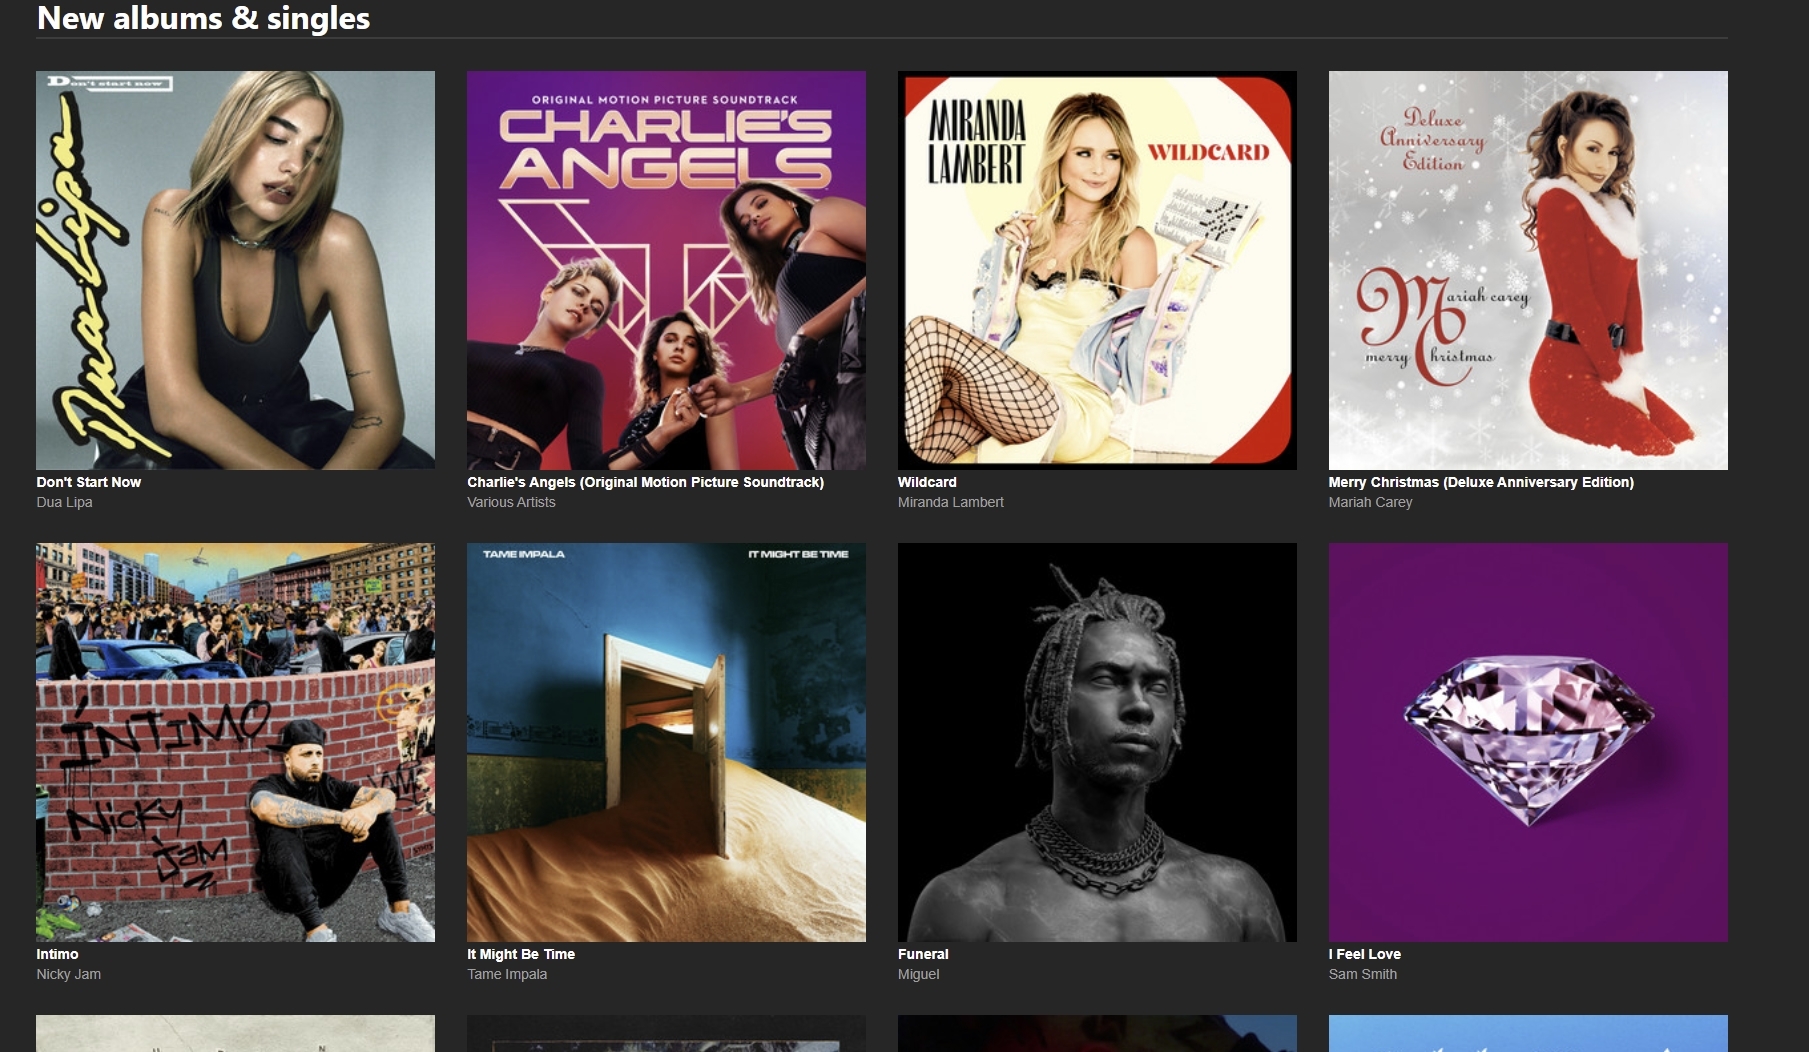 New albums & singles
Don't start now
Dua Lipa
Don't Start Now
Dua Lipa
ORIGINAL MOTION PICTURE SOUNDTRACK
CHARLIE'S
ANGELS
Charlie's Angels (Original Motion Picture Soundtrack)
Various Artists
MIRANDA
LAMBERT
WILDCARD
Wildcard
Miranda Lambert
Deluxe
Anniversary
Edition
Mariah carey
merry Christmas
Merry Christmas (Deluxe Anniversary Edition)
Mariah Carey
ÍNTIMO
Nicky
Jam
Intimo
Nicky Jam
TAME IMPALA
IT MIGHT BE TIME
It Might Be Time
Tame Impala
Funeral
Miguel
I Feel Love
Sam Smith